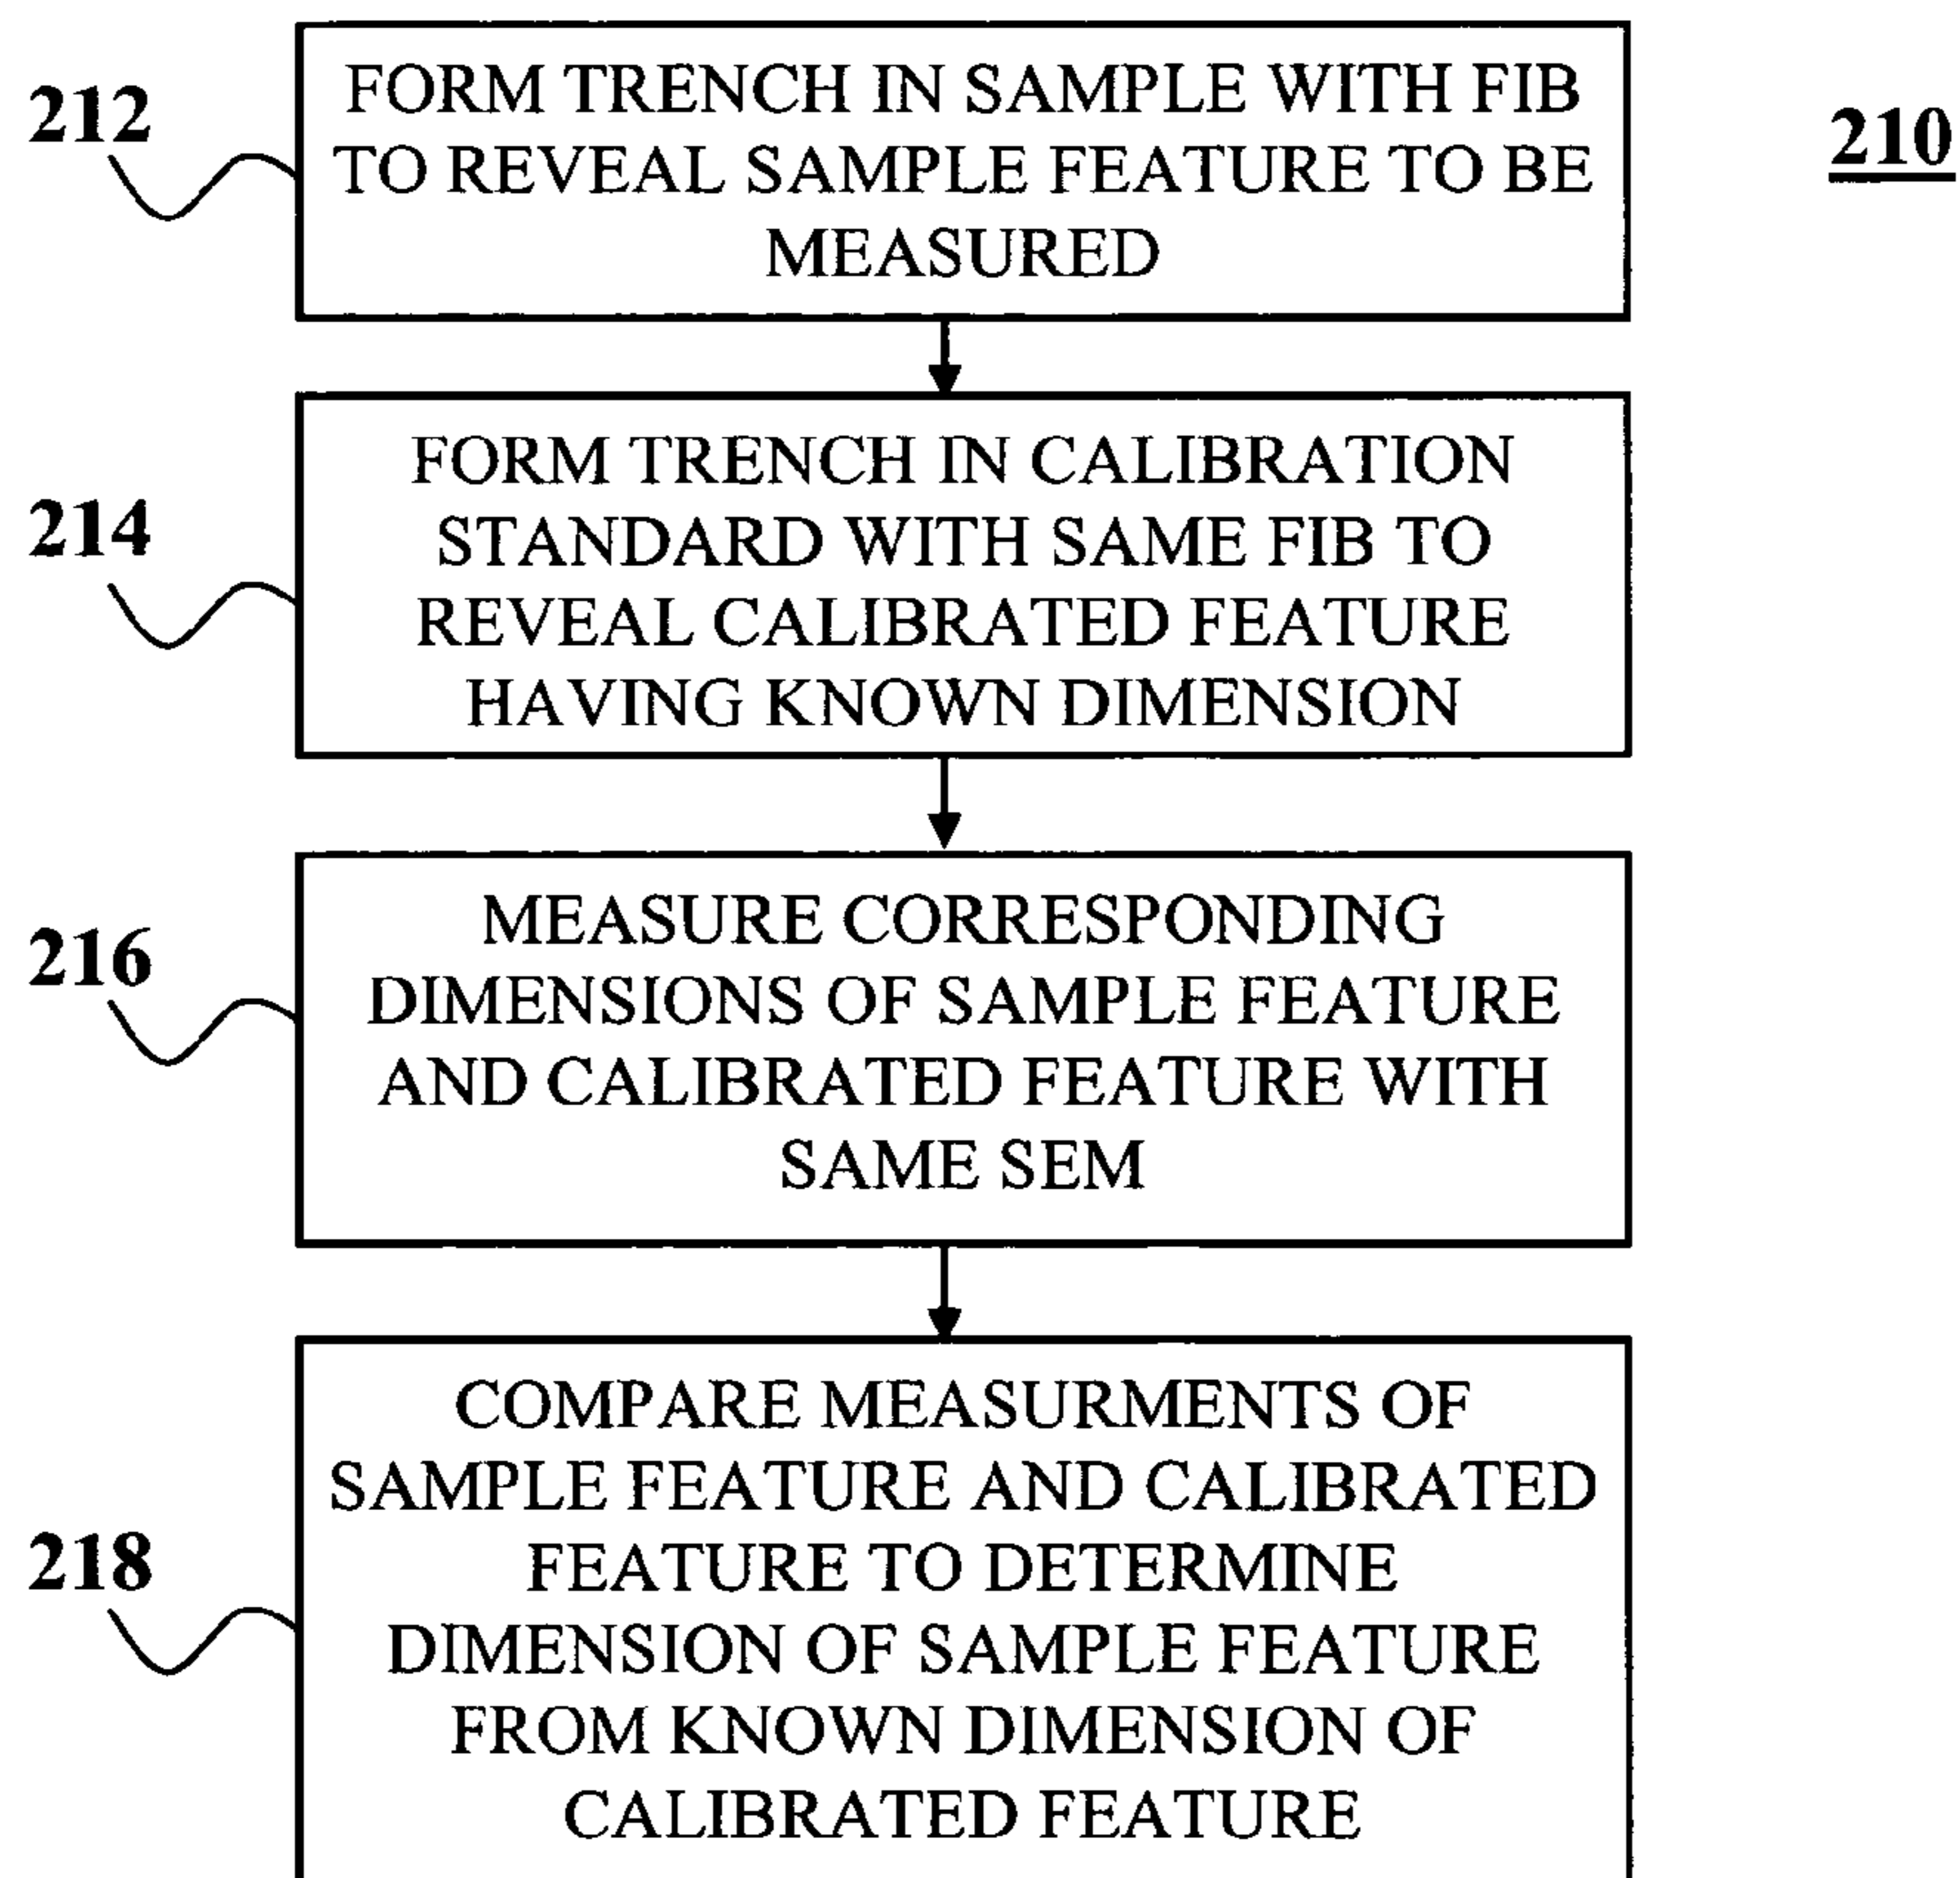 212
FORM TRENCH IN SAMPLE WITH FIB
TO REVEAL SAMPLE FEATURE TO BE
MEASURED
210
214
FORM TRENCH IN CALIBRATION
STANDARD WITH SAME FIB TO
REVEAL CALIBRATED FEATURE
HAVING KNOWN DIMENSION
216
MEASURE CORRESPONDING
DIMENSIONS OF SAMPLE FEATURE
AND CALIBRATED FEATURE WITH
SAME SEM
218
COMPARE MEASURMENTS OF
SAMPLE FEATURE AND CALIBRATED
FEATURE TO DETERMINE
DIMENSION OF SAMPLE FEATURE
FROM KNOWN DIMENSION OF
CALIBRATED FEATURE